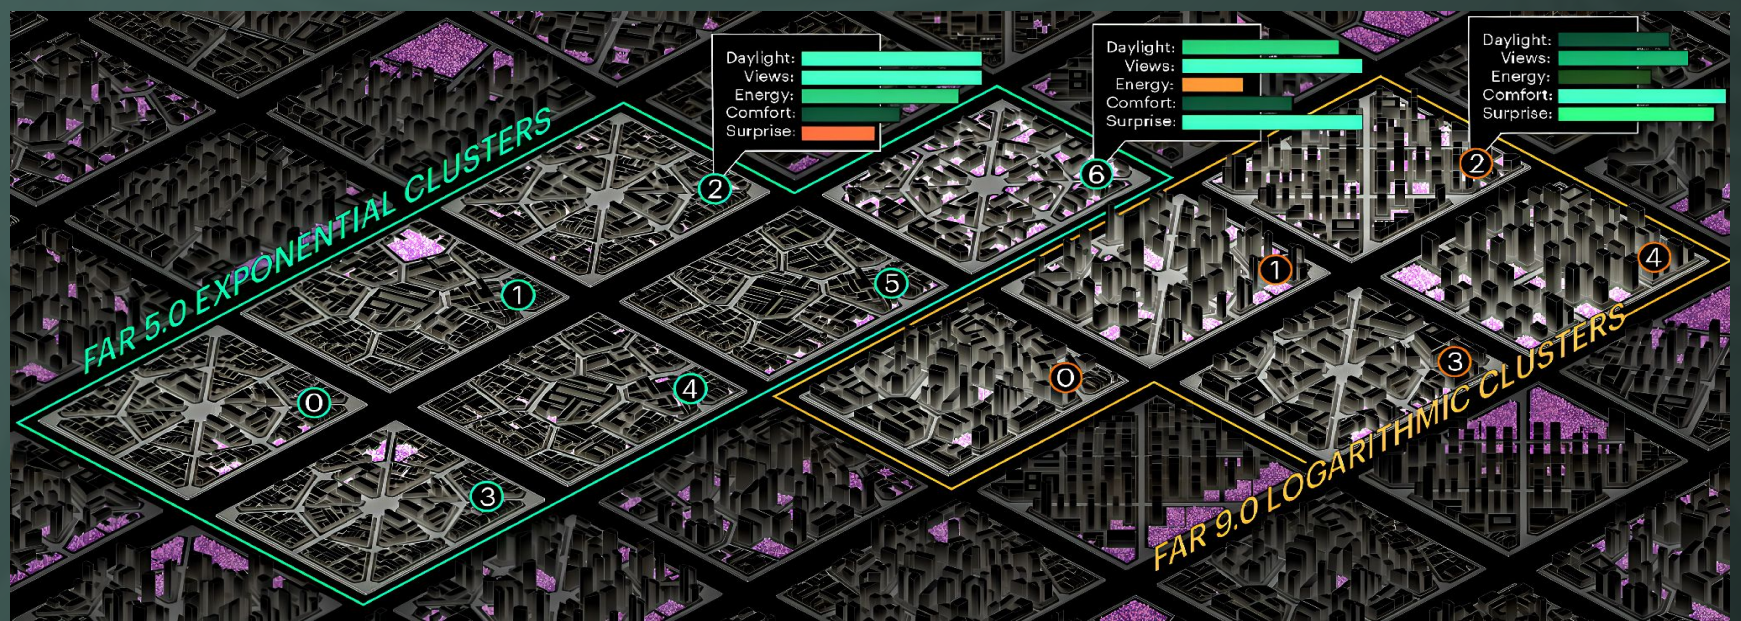 Daylight:
Views:
Energy:
Comfort:
Surprise:
Daylight:
Views:
Energy:
Comfort:
Surprise:
Daylight:
Views:
Energy:
Comfort:
Surprise:
FAR 5.0 EXPONENTIAL CLUSTERS
0
1
2
3
4
5
6
FAR 9.0 LOGARITHMIC CLUSTERS
0
1
2
3
4